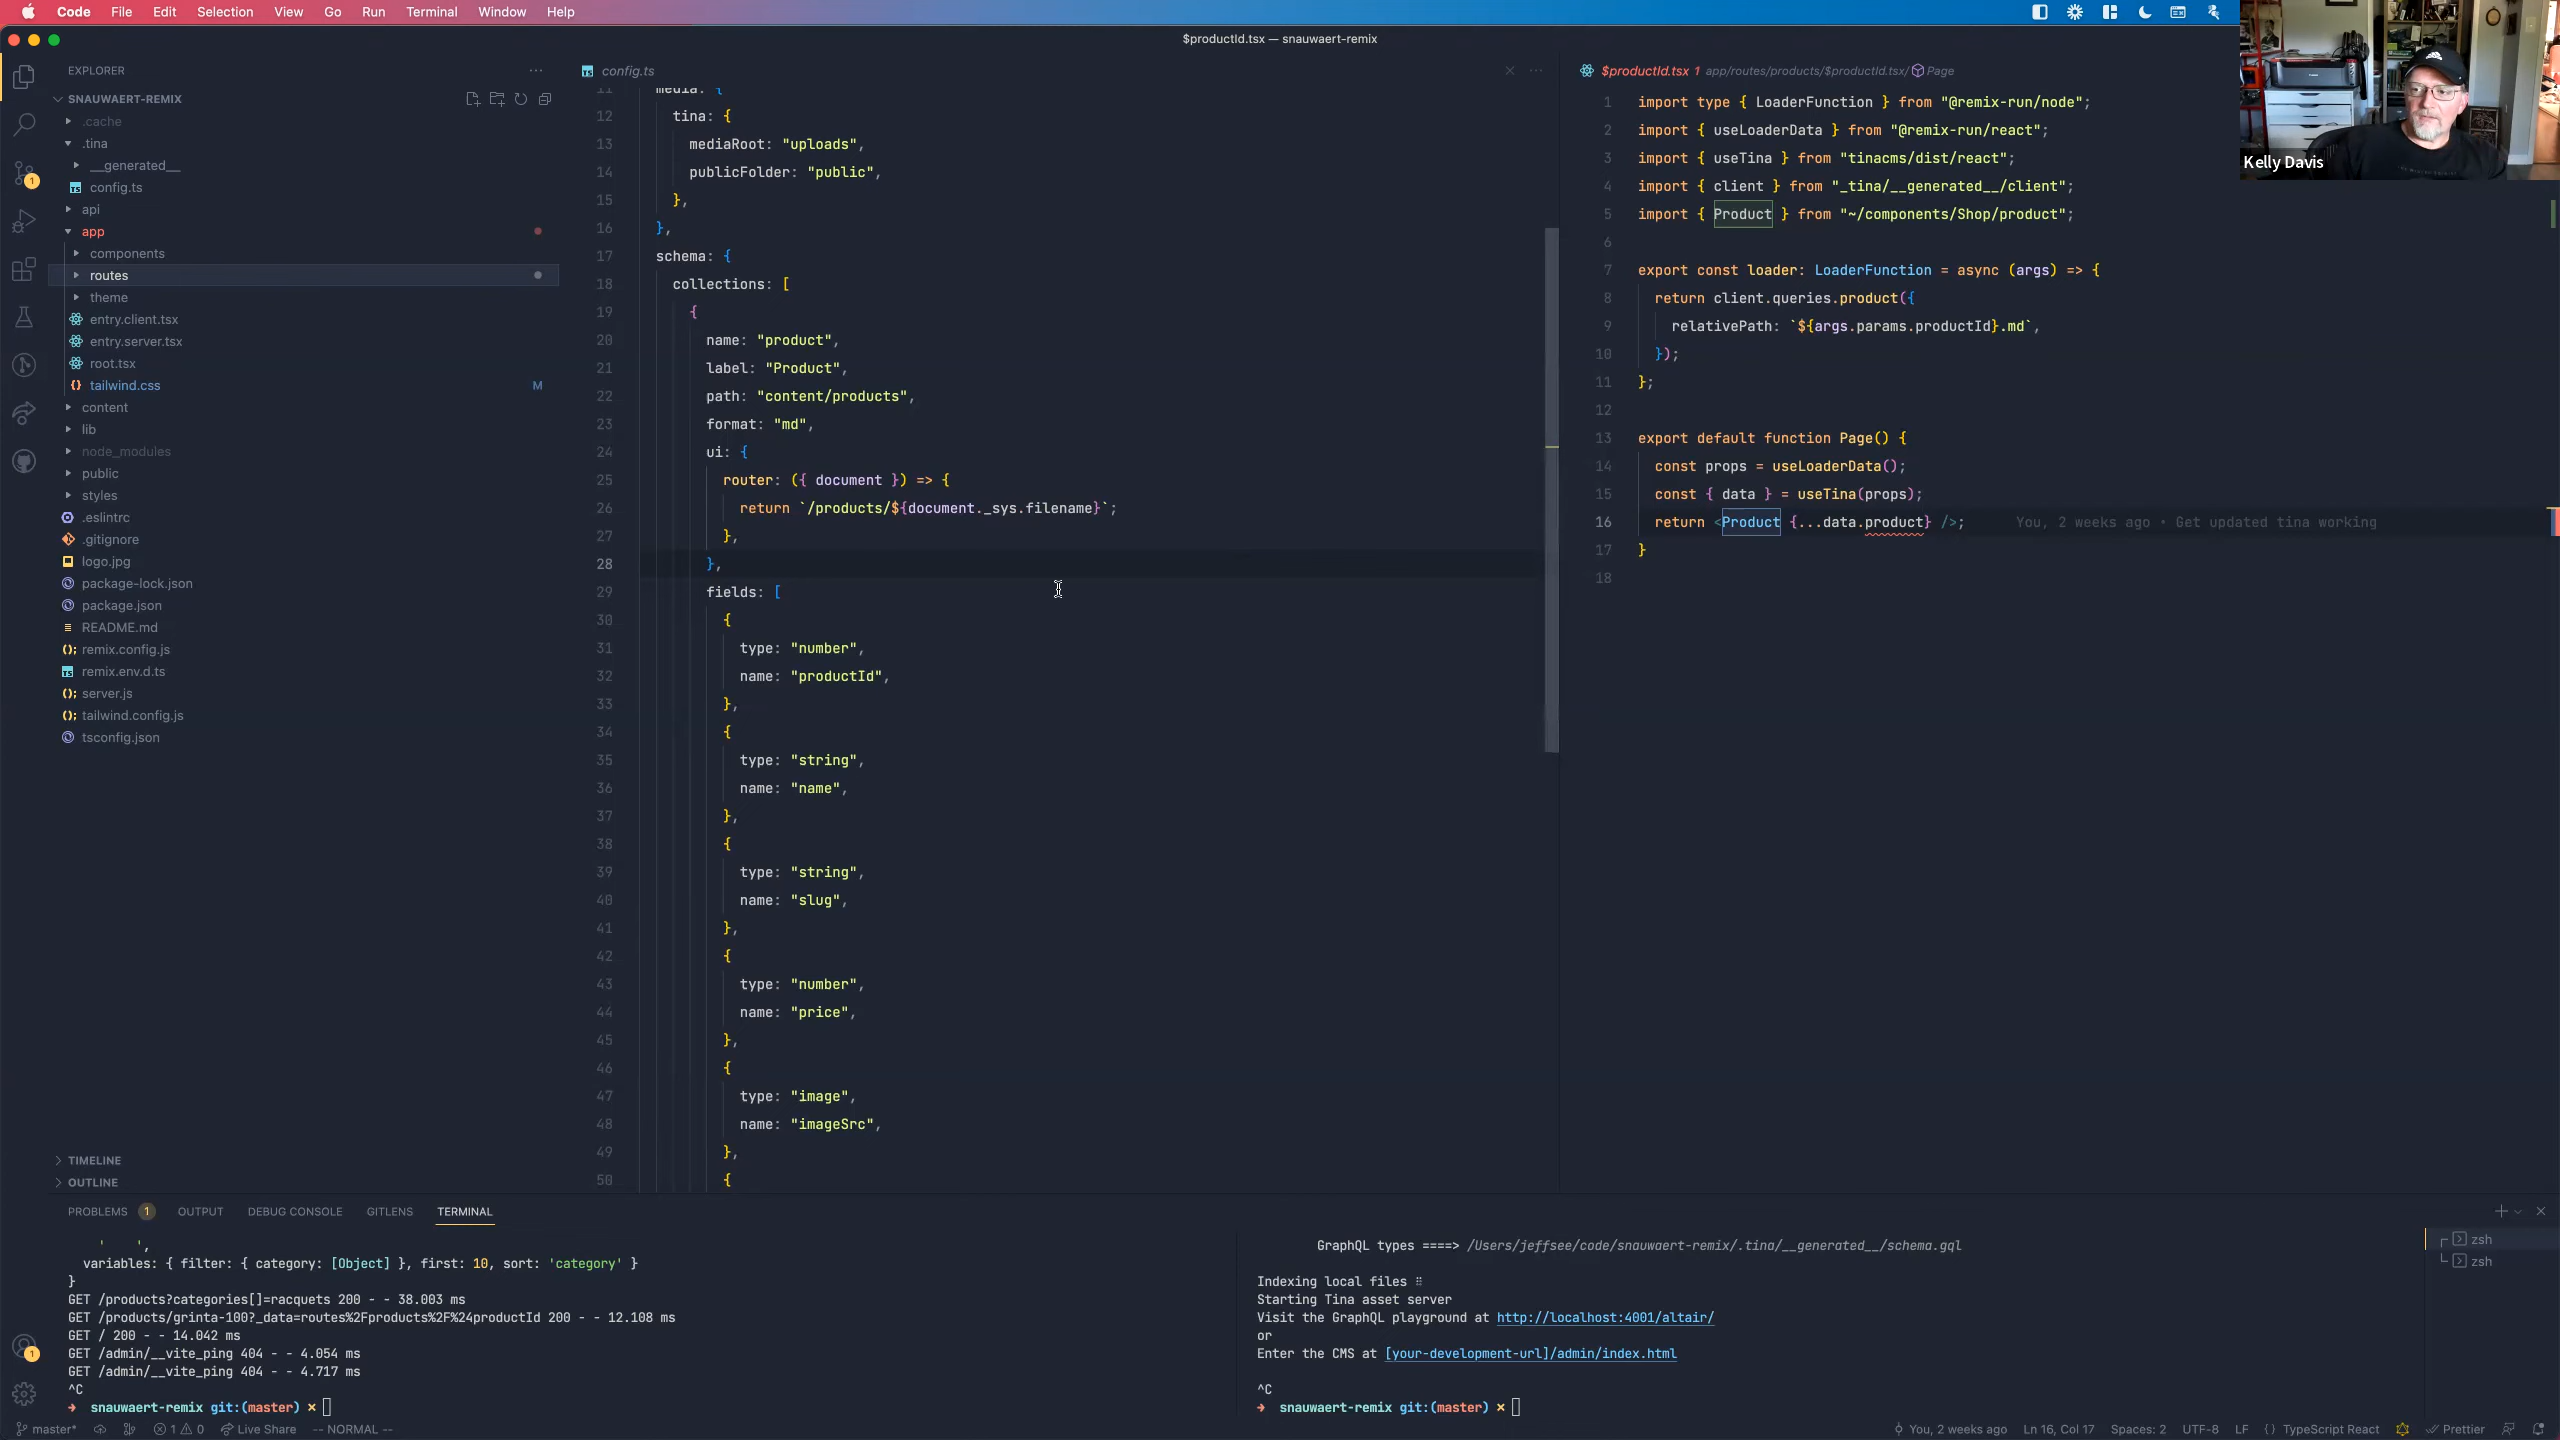 Code File Edit Selection View Go Run Terminal Window Help
$productId.tsx — snauwaert-remix
Kelly Davis
EXPLORER
SNAUWAERT-REMIX
.cache
.tina
__generated__
config.ts
api
app
components
routes
theme
entry.client.tsx
entry.server.tsx
root.tsx
tailwind.css M
content
lib
node_modules
public
styles
.eslintrc
.gitignore
logo.jpg
package-lock.json
package.json
README.md
remix.config.js
remix.env.d.ts
server.js
tailwind.config.js
tsconfig.json
TIMELINE
OUTLINE
1
1
config.ts
11 media: {
12 tina: {
13 mediaRoot: "uploads",
14 publicFolder: "public",
15 },
16 },
17 schema: {
18 collections: [
19 {
20 name: "product",
21 label: "Product",
22 path: "content/products",
23 format: "md",
24 ui: {
25 router: ({ document }) => {
26 return `/products/${document._sys.filename}`;
27 },
28 },
29 fields: [
30 {
31 type: "number",
32 name: "productId",
33 },
34 {
35 type: "string",
36 name: "name",
37 },
38 {
39 type: "string",
40 name: "slug",
41 },
42 {
43 type: "number",
44 name: "price",
45 },
46 {
47 type: "image",
48 name: "imageSrc",
49 },
50 {
$productId.tsx 1 app/routes/products/$productId.tsx/ Page
1 import type { LoaderFunction } from "@remix-run/node";
2 import { useLoaderData } from "@remix-run/react";
3 import { useTina } from "tinacms/dist/react";
4 import { client } from "_tina/__generated__/client";
5 import { Product } from "~/components/Shop/product";
6
7 export const loader: LoaderFunction = async (args) => {
8 return client.queries.product({
9 relativePath: `${args.params.productId}.md`,
10 });
11 };
12
13 export default function Page() {
14 const props = useLoaderData();
15 const { data } = useTina(props);
16 return <Product {...data.product} />; You, 2 weeks ago • Get updated tina working
17 }
18
PROBLEMS 1 OUTPUT DEBUG CONSOLE GITLENS TERMINAL
' ',
variables: { filter: { category: [Object] }, first: 10, sort: 'category' }
}
GET /products?categories[]=racquets 200 - - 38.003 ms
GET /products/grinta-100?_data=routes%2Fproducts%2F%24productId 200 - - 12.108 ms
GET / 200 - - 14.042 ms
GET /admin/__vite_ping 404 - - 4.054 ms
GET /admin/__vite_ping 404 - - 4.717 ms
^C
➜ snauwaert-remix git:(master) ×
GraphQL types ====> /Users/jeffsee/code/snauwaert-remix/.tina/__generated__/schema.gql
Indexing local files
Starting Tina asset server
Visit the GraphQL playground at http://localhost:4001/altair/
or
Enter the CMS at [your-development-url]/admin/index.html
^C
➜ snauwaert-remix git:(master) ×
zsh
zsh
master* 1 0 Live Share -- NORMAL -- You, 2 weeks ago Ln 16, Col 17 Spaces: 2 UTF-8 LF {} TypeScript React Prettier